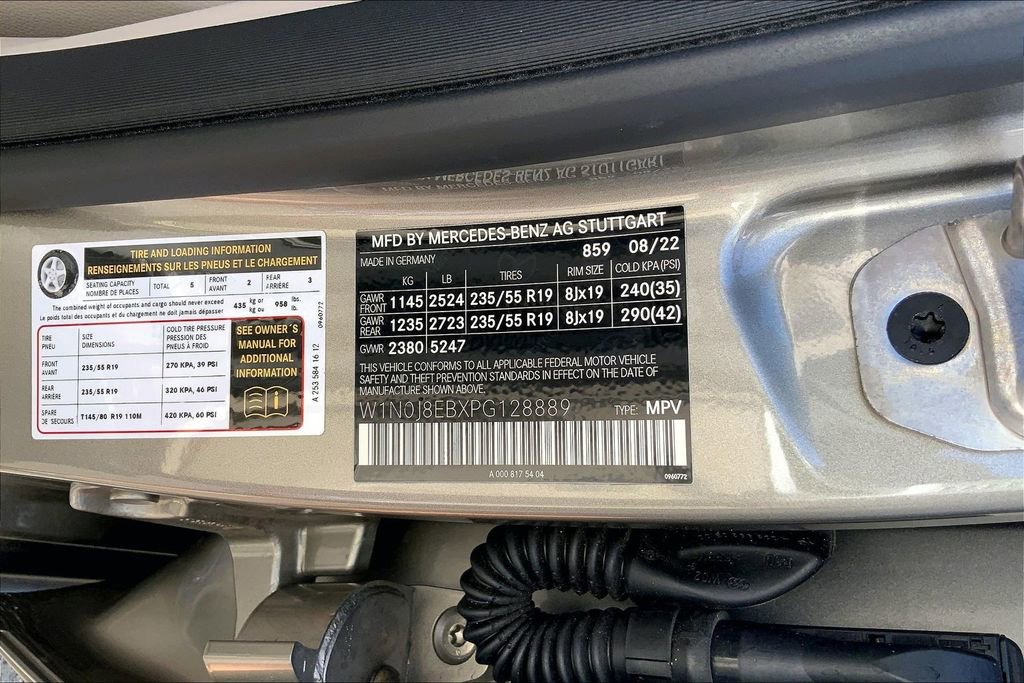 MFD BY MERCEDES-BENZ AG STUTTGART
TIRE AND LOADING INFORMATION
RENSEIGNEMENTS SUR LES PNEUS ET LE CHARGEMENT
SEATING CAPACITY
NOMBRE DE PLACES
TOTAL 5
FRONT
AVANT 2
REAR
ARRIÈRE 3
The combined weight of occupants and cargo should never exceed
Le poids total des occupants et du chargement ne doit jamais dépasser
435 kg or
kg ou
958 lbs.
lb.
TIRE
PNEU
SIZE
DIMENSIONS
COLD TIRE PRESSURE
PRESSION DES
PNEUS À FROID
FRONT
AVANT
235/55 R19
270 KPA, 39 PSI
REAR
ARRIÈRE
235/55 R19
320 KPA, 46 PSI
SPARE
DE SECOURS
T145/80 R19 110M
420 KPA, 60 PSI
SEE OWNER´S
MANUAL FOR
ADDITIONAL
INFORMATION
0960772
A 253 584 16 12
MFD BY MERCEDES-BENZ AG STUTTGART
MADE IN GERMANY 859 08/22
KG LB TIRES RIM SIZE COLD KPA(PSI)
GAWR
FRONT 1145 2524 235/55 R19 8Jx19 240(35)
GAWR
REAR 1235 2723 235/55 R19 8Jx19 290(42)
GVWR 2380 5247
THIS VEHICLE CONFORMS TO ALL APPLICABLE FEDERAL MOTOR VEHICLE
SAFETY AND THEFT PREVENTION STANDARDS IN EFFECT ON THE DATE OF
MANUFACTURE SHOWN ABOVE.
W1N0J8EBXPG128889 TYPE: MPV
A 000 817 54 04
0960772